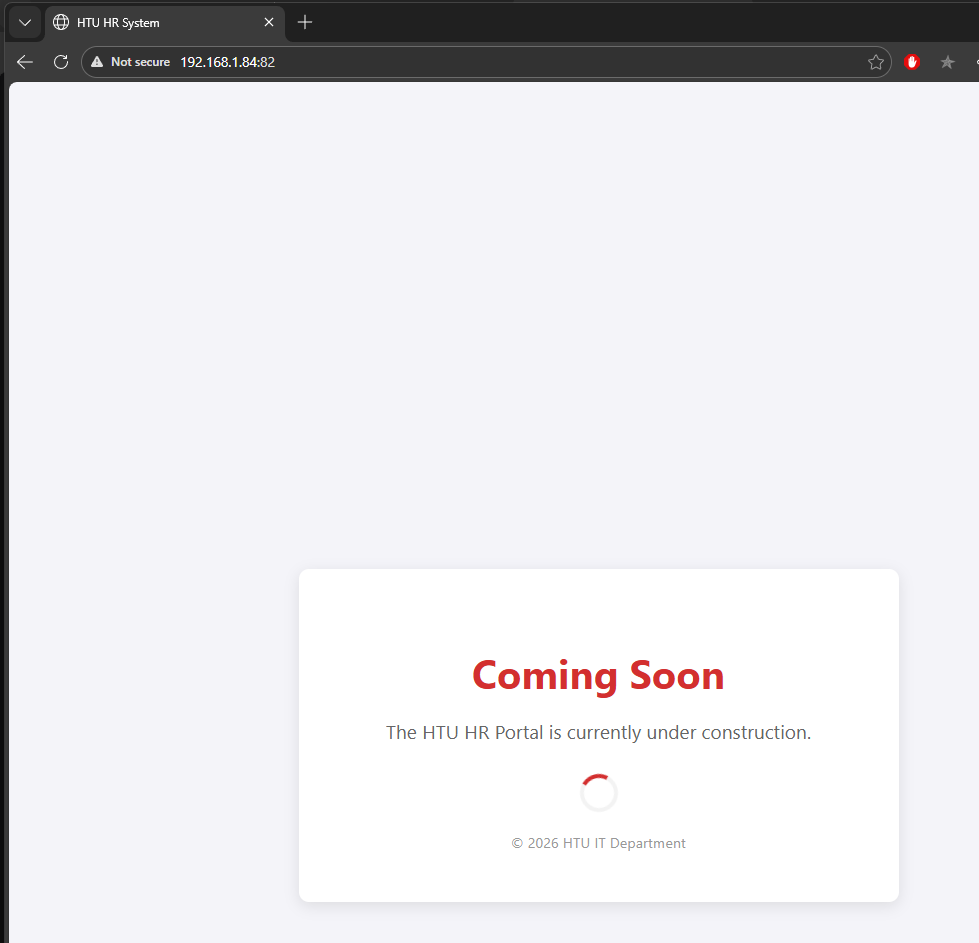 HTU HR System
Not secure 192.168.1.84:82
Coming Soon
The HTU HR Portal is currently under construction.
© 2026 HTU IT Department